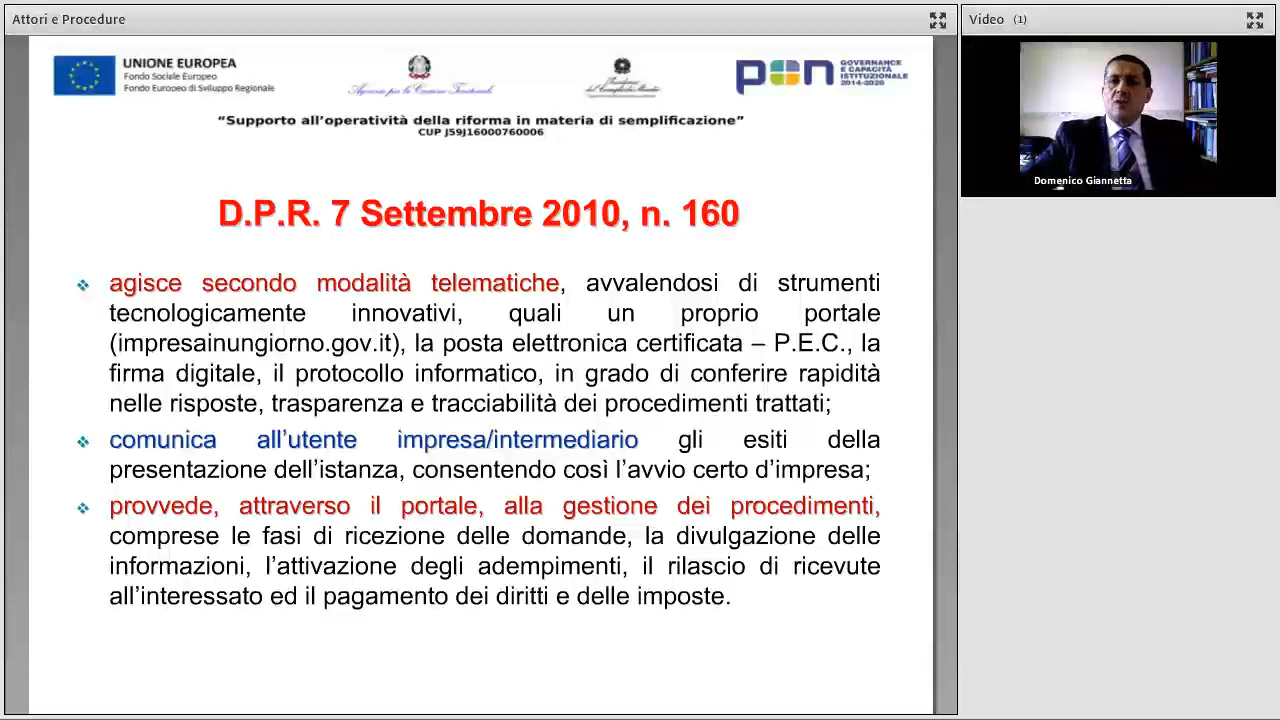 Attori e Procedure
Video (1)
UNIONE EUROPEA
Fondo Sociale Europeo
Fondo Europeo di Sviluppo Regionale
Agenzia per la Coesione Territoriale
pon
GOVERNANCE
E CAPACITÀ
ISTITUZIONALE
2014-2020
“Supporto all’operatività della riforma in materia di semplificazione”
CUP J59J16000760006
Domenico Giannetta
D.P.R. 7 Settembre 2010, n. 160
agisce secondo modalità telematiche, avvalendosi di strumenti
tecnologicamente innovativi, quali un proprio portale
(impresainungiorno.gov.it), la posta elettronica certificata – P.E.C., la
firma digitale, il protocollo informatico, in grado di conferire rapidità
nelle risposte, trasparenza e tracciabilità dei procedimenti trattati;
comunica all’utente impresa/intermediario gli esiti della
presentazione dell’istanza, consentendo così l’avvio certo d’impresa;
provvede, attraverso il portale, alla gestione dei procedimenti,
comprese le fasi di ricezione delle domande, la divulgazione delle
informazioni, l’attivazione degli adempimenti, il rilascio di ricevute
all’interessato ed il pagamento dei diritti e delle imposte.